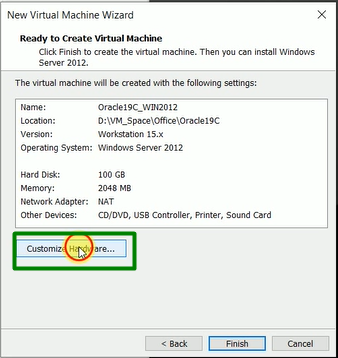 New Virtual Machine Wizard
Ready to Create Virtual Machine
Click Finish to create the virtual machine. Then you can install Windows
Server 2012.
The virtual machine will be created with the following settings:
Name: Oracle19C_WIN2012
Location: D:\VM_Space\Office\Oracle19C
Version: Workstation 15.x
Operating System: Windows Server 2012
Hard Disk: 100 GB
Memory: 2048 MB
Network Adapter: NAT
Other Devices: CD/DVD, USB Controller, Printer, Sound Card
Customize Hardware...
< Back Finish Cancel